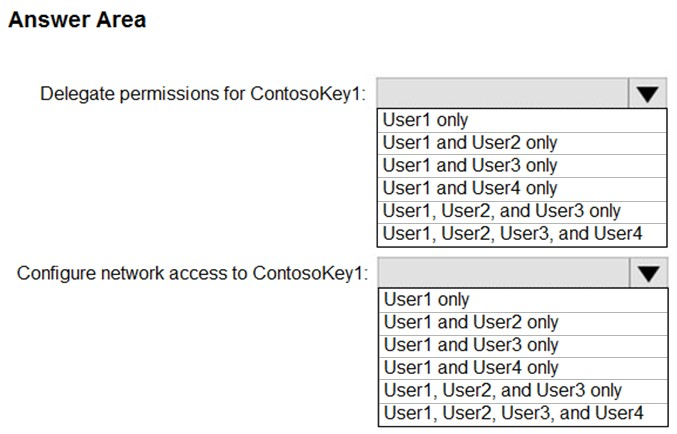 Answer Area
Delegate permissions for ContosoKey1:
User1 only
User1 and User2 only
User1 and User3 only
User1 and User4 only
User1, User2, and User3 only
User1, User2, User3, and User4
Configure network access to ContosoKey1:
User1 only
User1 and User2 only
User1 and User3 only
User1 and User4 only
User1, User2, and User3 only
User1, User2, User3, and User4